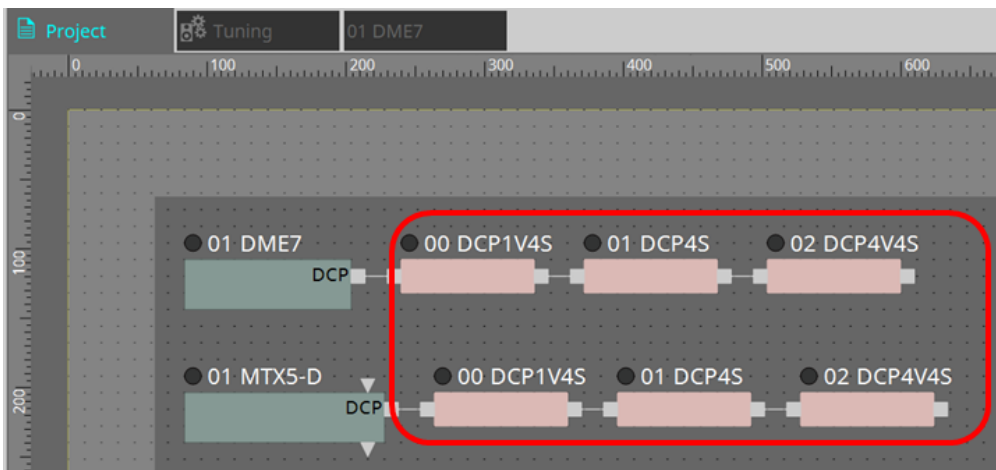 Project
Tuning
01 DME7
0 100 200 300 400 500 600
0
01 DME7
00 DCP1V4S
01 DCP4S
02 DCP4V4S
100
DCP
01 MTX5-D
00 DCP1V4S
01 DCP4S
02 DCP4V4S
200
DCP